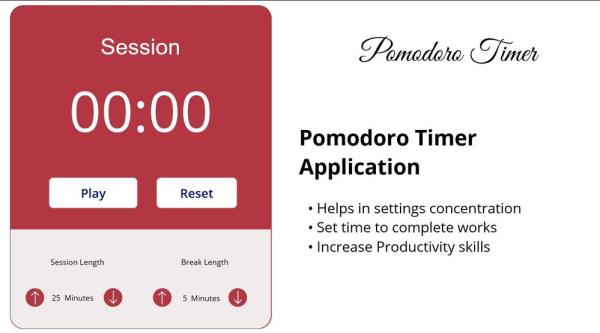 Session
00:00
Play Reset
Session Length Break Length
25 Minutes 5 Minutes
Pomodoro Timer
Pomodoro Timer
Application
• Helps in settings concentration
• Set time to complete works
• Increase Productivity skills